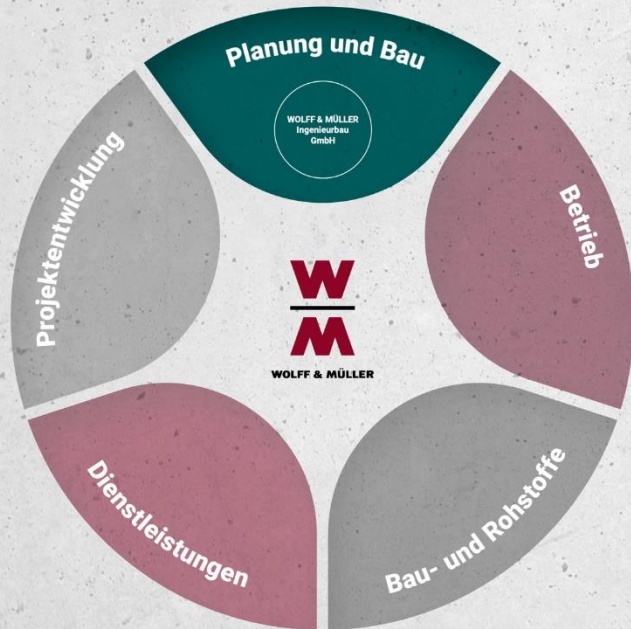 Planung und Bau
WOLFF & MÜLLER
Ingenieurbau
GmbH
Betrieb
Bau- und Rohstoffe
Dienstleistungen
Projektentwicklung
W
M
WOLFF & MÜLLER